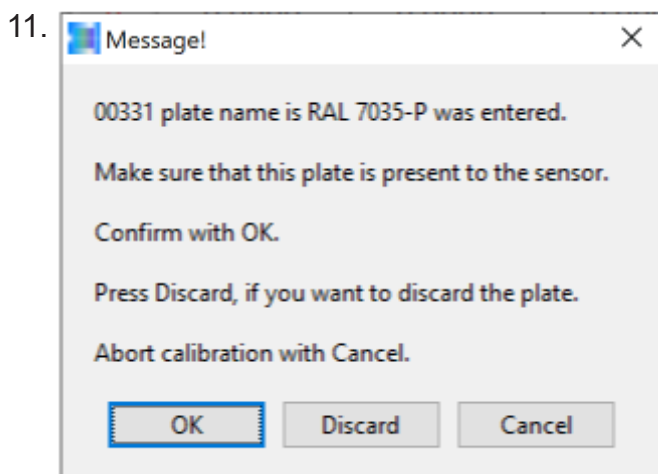 11.
Message!
00331 plate name is RAL 7035-P was entered.
Make sure that this plate is present to the sensor.
Confirm with OK.
Press Discard, if you want to discard the plate.
Abort calibration with Cancel.
OK Discard Cancel